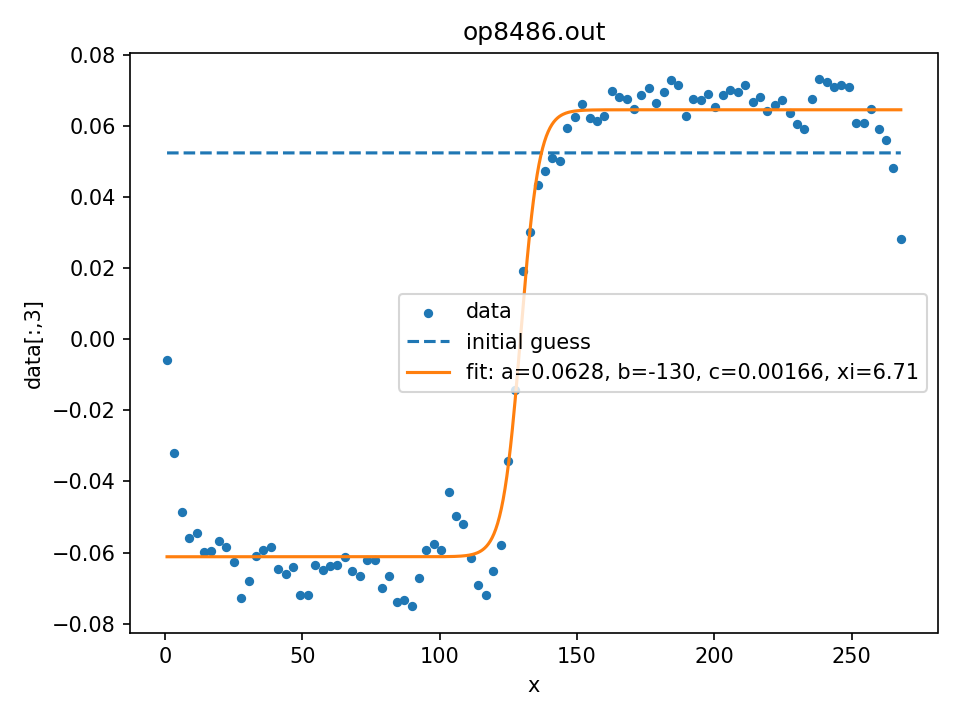 op8486.out
0.08
0.06
0.04
0.02
0.00
−0.02
−0.04
−0.06
−0.08
data[:,3]
data
initial guess
fit: a=0.0628, b=-130, c=0.00166, xi=6.71
0 50 100 150 200 250
x